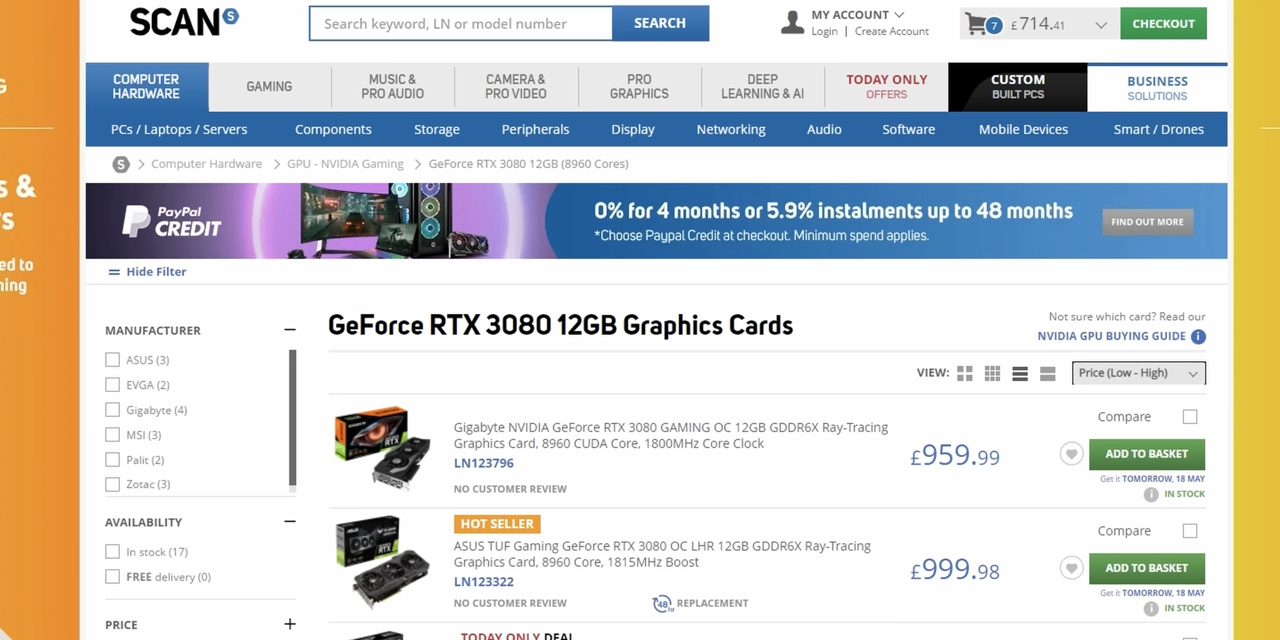 SCAN S
Search keyword, LN or model number
SEARCH
MY ACCOUNT
Login | Create Account
7
£714.41
CHECKOUT
COMPUTER
HARDWARE
GAMING
MUSIC &
PRO AUDIO
CAMERA &
PRO VIDEO
PRO
GRAPHICS
DEEP
LEARNING & AI
TODAY ONLY
OFFERS
CUSTOM
BUILT PCS
BUSINESS
SOLUTIONS
PCs / Laptops / Servers
Components
Storage
Peripherals
Display
Networking
Audio
Software
Mobile Devices
Smart / Drones
S
Computer Hardware
GPU - NVIDIA Gaming
GeForce RTX 3080 12GB (8960 Cores)
PayPal
CREDIT
0% for 4 months or 5.9% instalments up to 48 months
*Choose Paypal Credit at checkout. Minimum spend applies.
FIND OUT MORE
s &
ed to
Hide Filter
GeForce RTX 3080 12GB Graphics Cards
Not sure which card? Read our
NVIDIA GPU BUYING GUIDE i
VIEW:
Price (Low - High)
MANUFACTURER
ASUS (3)
EVGA (2)
Gigabyte (4)
MSI (3)
Palit (2)
Zotac (3)
AVAILABILITY
In stock (17)
FREE delivery (0)
PRICE
Gigabyte NVIDIA GeForce RTX 3080 GAMING OC 12GB GDDR6X Ray-Tracing
Graphics Card, 8960 CUDA Core, 1800MHz Core Clock
LN123796
NO CUSTOMER REVIEW
£959.99
Compare
ADD TO BASKET
Get it TOMORROW, 18 MAY
i IN STOCK
HOT SELLER
ASUS TUF Gaming GeForce RTX 3080 OC LHR 12GB GDDR6X Ray-Tracing
Graphics Card, 8960 Core, 1815MHz Boost
LN123322
NO CUSTOMER REVIEW
48hr REPLACEMENT
£999.98
Compare
ADD TO BASKET
Get it TOMORROW, 18 MAY
i IN STOCK
TODAY ONLY DEAL